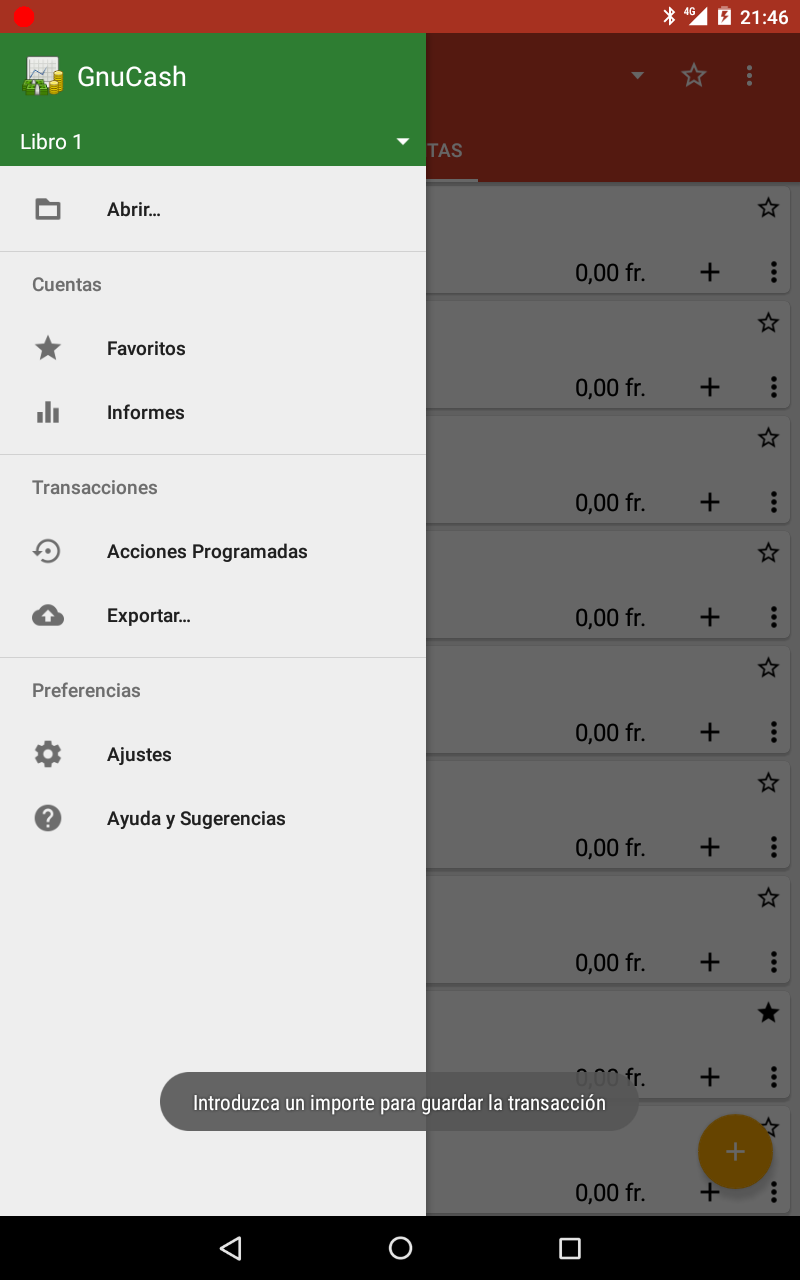 4G 21:46
GnuCash
Libro 1
TAS
Abrir...
Cuentas
Favoritos
Informes
Transacciones
Acciones Programadas
Exportar...
Preferencias
Ajustes
Ayuda y Sugerencias
0,00 fr.
0,00 fr.
0,00 fr.
0,00 fr.
0,00 fr.
0,00 fr.
0,00 fr.
0,00 fr.
Introduzca un importe para guardar la transacción
0,00 fr.